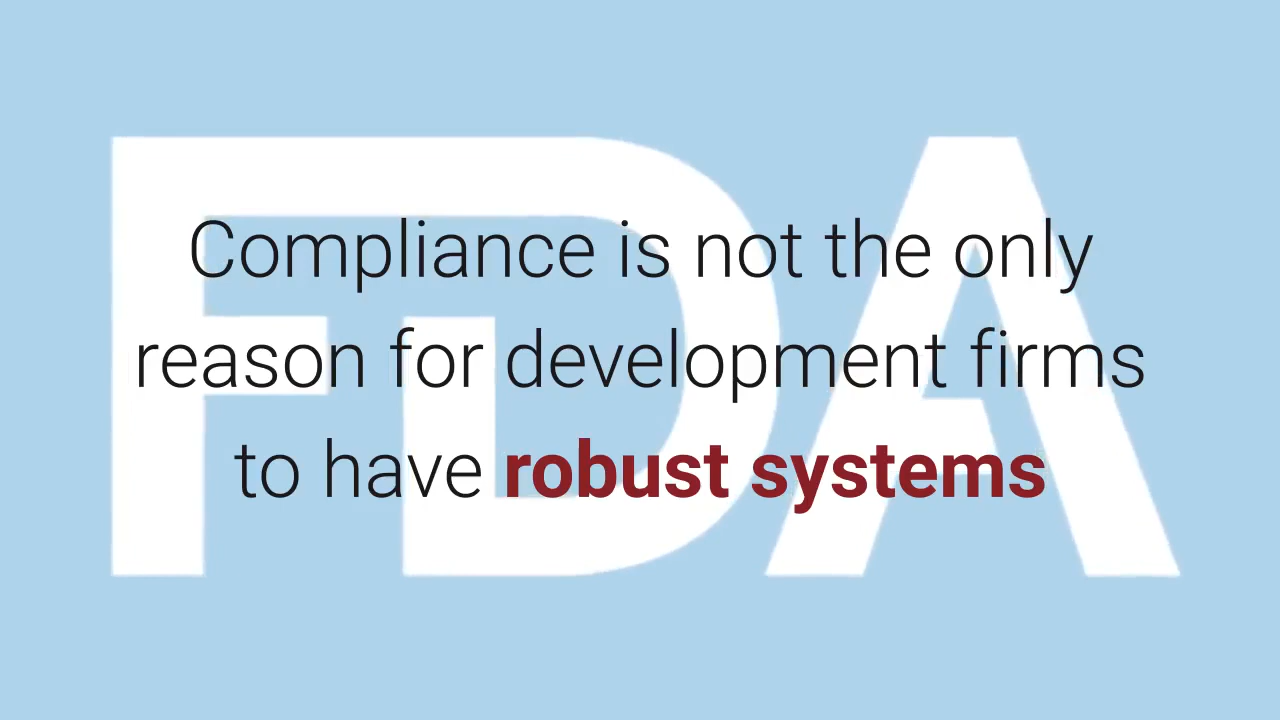 FDA
Compliance is not the only
reason for development firms
to have robust systems